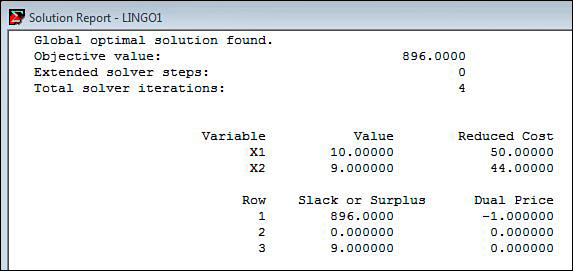 Solution Report - LINGO1
Global optimal solution found.
Objective value: 896.0000
Extended solver steps: 0
Total solver iterations: 4
Variable Value Reduced Cost
X1 10.00000 50.00000
X2 9.000000 44.00000
Row Slack or Surplus Dual Price
1 896.0000 -1.000000
2 0.000000 0.000000
3 9.000000 0.000000